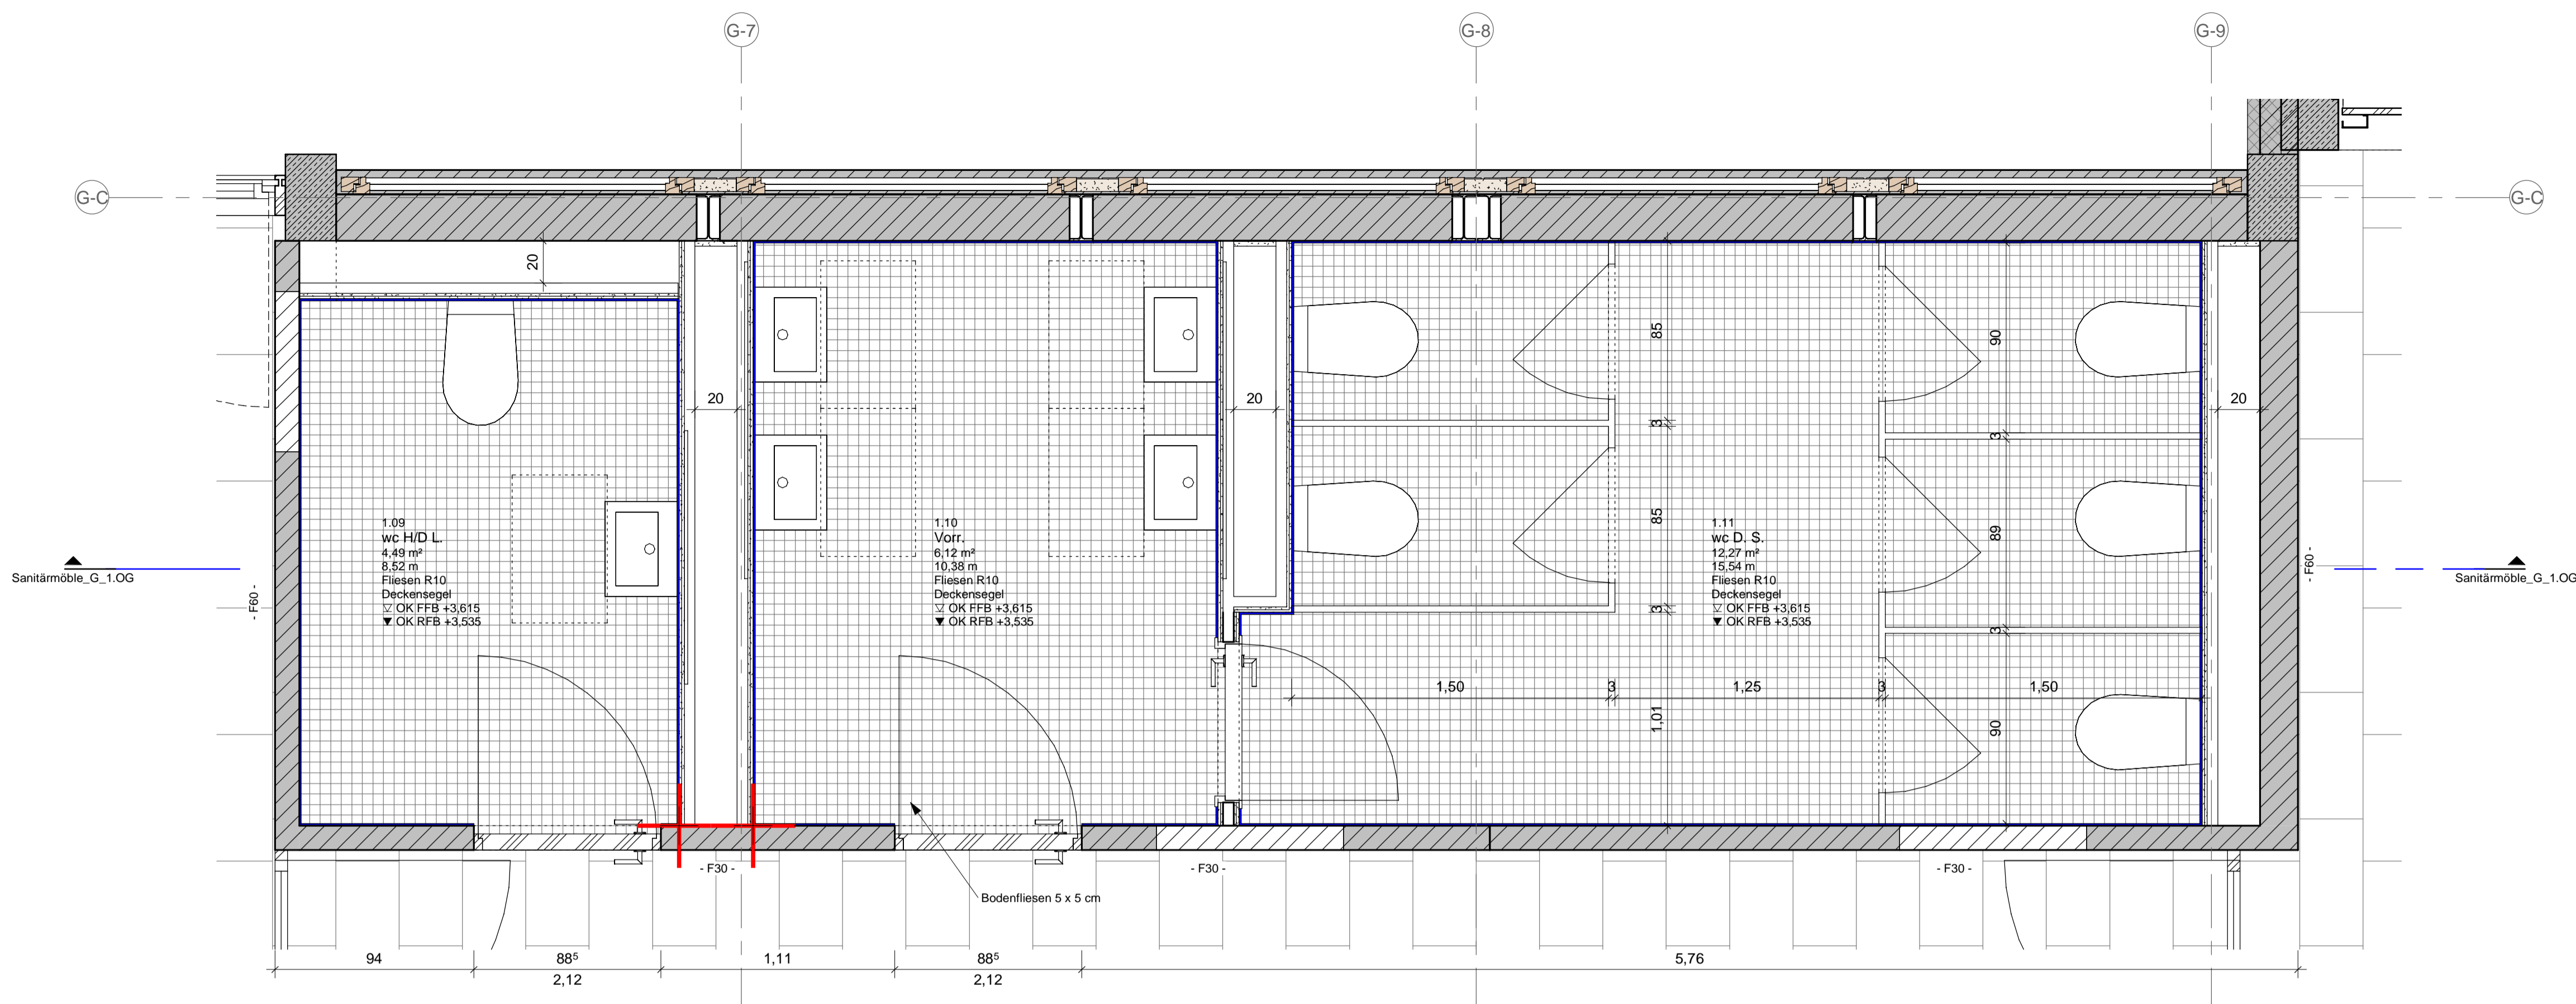 G-7
G-8
G-9
G-C
G-C
20
20
20
20
85
90
3
3
85
89
3
3
1,01
90
1,50
3
1,25
3
1,50
1.09
wc H/D L.
4,49 m²
8,52 m
Fliesen R10
Deckensegel
OK FFB +3,615
OK RFB +3,535
1.10
Vorr.
6,12 m²
10,38 m
Fliesen R10
Deckensegel
OK FFB +3,615
OK RFB +3,535
1.11
wc D. S.
12,27 m²
15,54 m
Fliesen R10
Deckensegel
OK FFB +3,615
OK RFB +3,535
Sanitärmöble_G_1.OG
Sanitärmöble_G_1.OG
- F60 -
- F60 -
- F30 -
- F30 -
- F30 -
Bodenfliesen 5 x 5 cm
94
88⁵
1,11
88⁵
5,76
2,12
2,12